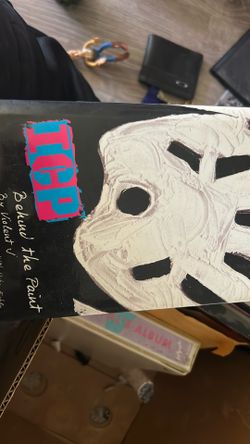 ICP
Behind the Paint
By Violent J
ALBUM